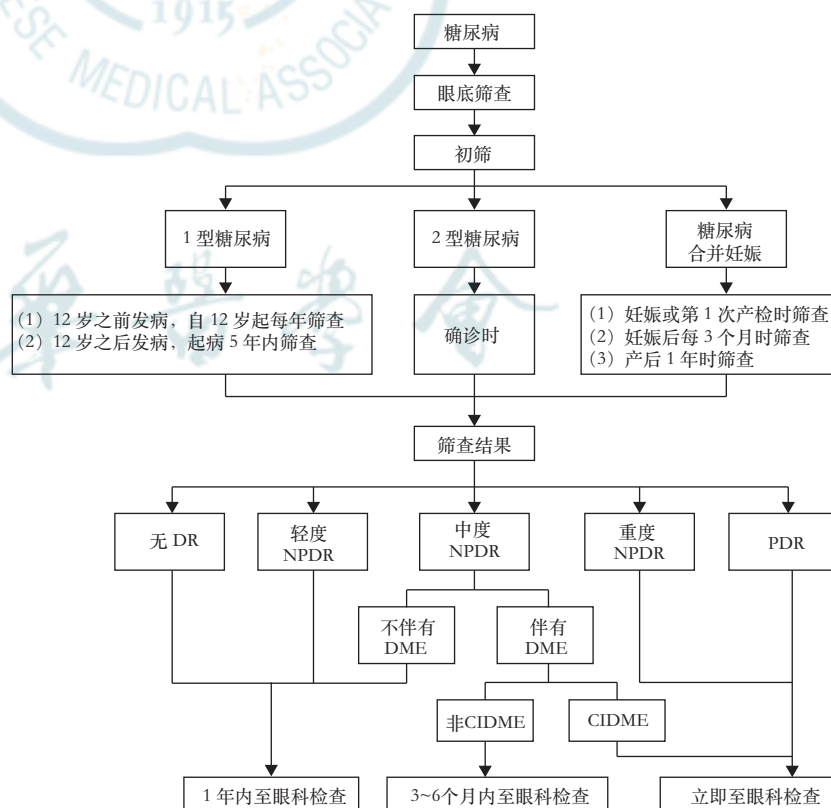 1915
ESE MEDICAL ASSOCIA
糖尿病
眼底筛查
初筛
1 型糖尿病
2 型糖尿病
糖尿病
合并妊娠
(1) 12 岁之前发病，自 12 岁起每年筛查
(2) 12 岁之后发病，起病 5 年内筛查
确诊时
(1) 妊娠或第 1 次产检时筛查
(2) 妊娠后每 3 个月时筛查
(3) 产后 1 年时筛查
筛查结果
无 DR
轻度
NPDR
中度
NPDR
重度
NPDR
PDR
不伴有
DME
伴有
DME
非CIDME
CIDME
1 年内至眼科检查
3~6个月内至眼科检查
立即至眼科检查